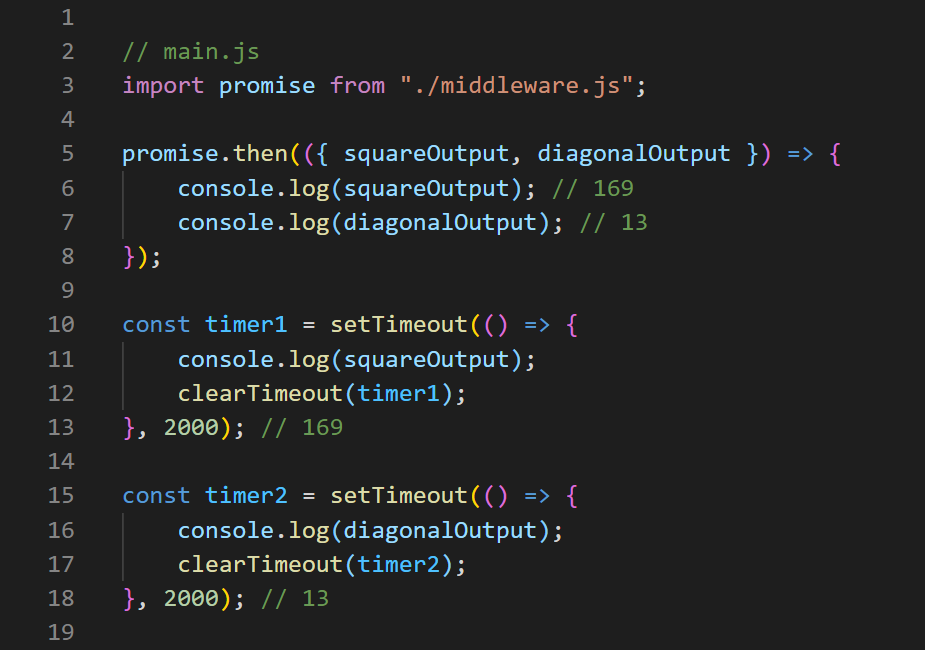 1
2 // main.js
3 import promise from "./middleware.js";
4
5 promise.then(({ squareOutput, diagonalOutput }) => {
6     console.log(squareOutput); // 169
7     console.log(diagonalOutput); // 13
8 });
9
10 const timer1 = setTimeout(() => {
11     console.log(squareOutput);
12     clearTimeout(timer1);
13 }, 2000); // 169
14
15 const timer2 = setTimeout(() => {
16     console.log(diagonalOutput);
17     clearTimeout(timer2);
18 }, 2000); // 13
19